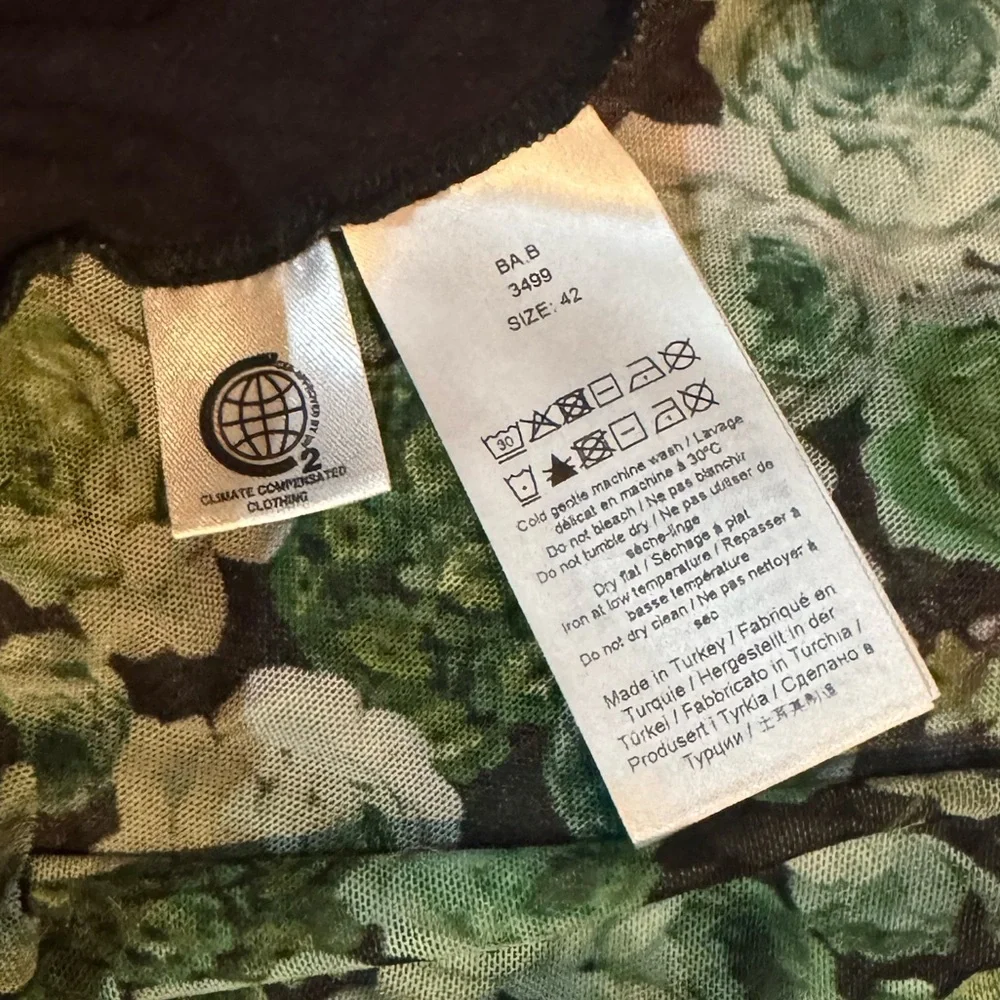 2
CLIMATE COMPENSATED
CLOTHING
BA.B
3499
SIZE: 42
30
Cold gentle machine wash / Lavage
délicat en machine à 30°C
Do not bleach / Ne pas blanchir
Do not tumble dry / Ne pas utiliser de
sèche-linge
Dry flat / Séchage à plat
Iron at low temperature / Repasser à
basse température
Do not dry clean / Ne pas nettoyer à
sec
Made in Turkey / Fabriqué en
Turquie / Hergestellt in der
Türkei / Fabbricato in Turchia /
Produsert i Tyrkia / Сделано в
Турции /